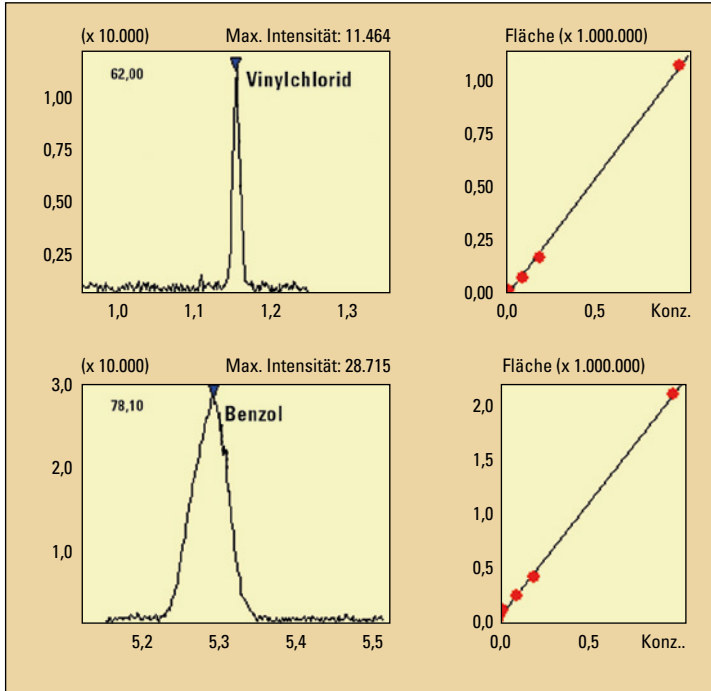 (x 10.000) Max. Intensität: 11.464
62,00
Vinylchlorid
1,00
0,75
0,50
0,25
1,0 1,1 1,2 1,3
Fläche (x 1.000.000)
1,00
0,75
0,50
0,25
0,00
0,0 0,5 Konz.
(x 10.000) Max. Intensität: 28.715
3,0
78,10
Benzol
2,0
1,0
5,2 5,3 5,4 5,5
Fläche (x 1.000.000)
2,0
1,5
1,0
0,5
0,0
0,0 0,5 Konz..